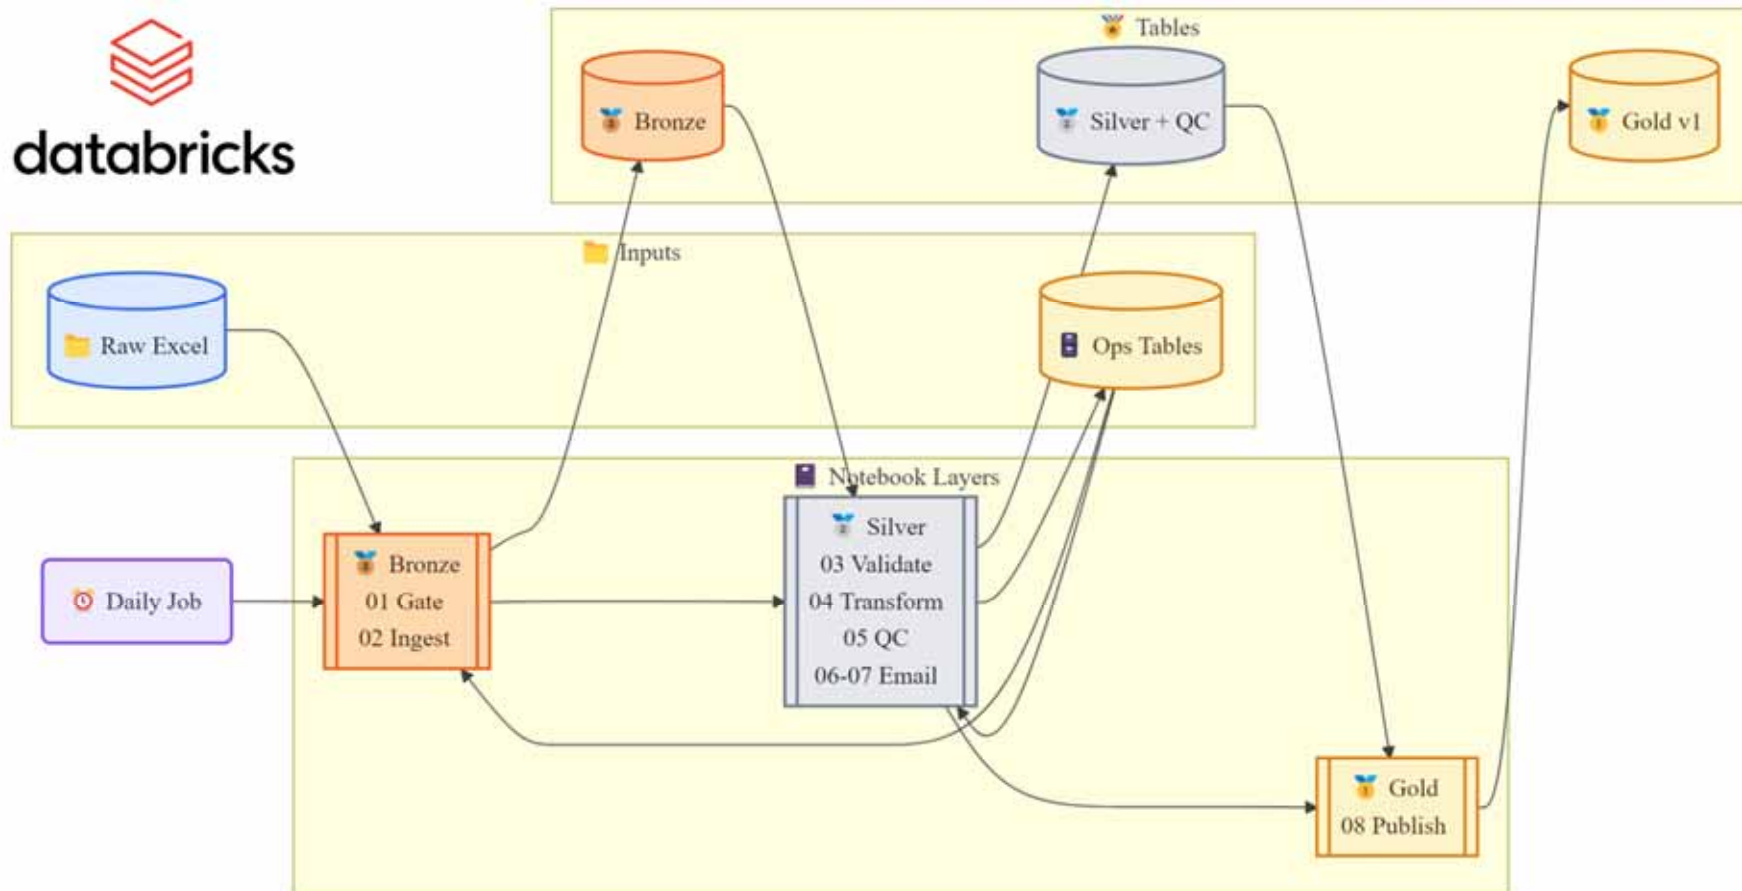 databricks
Tables
Bronze
Silver + QC
Gold v1
Inputs
Raw Excel
Ops Tables
Notebook Layers
Daily Job
Bronze
01 Gate
02 Ingest
Silver
03 Validate
04 Transform
05 QC
06-07 Email
Gold
08 Publish